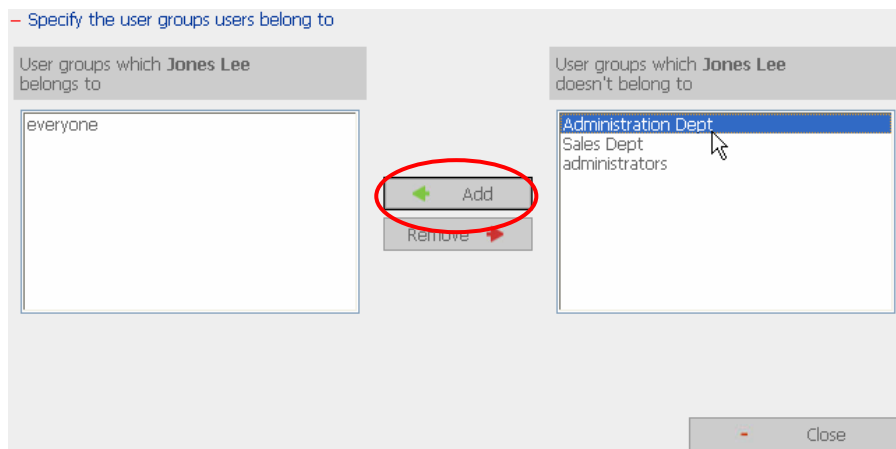 – Specify the user groups users belong to
User groups which Jones Lee
belongs to
everyone
Add
Remove
User groups which Jones Lee
doesn't belong to
Administration Dept
Sales Dept
administrators
- Close